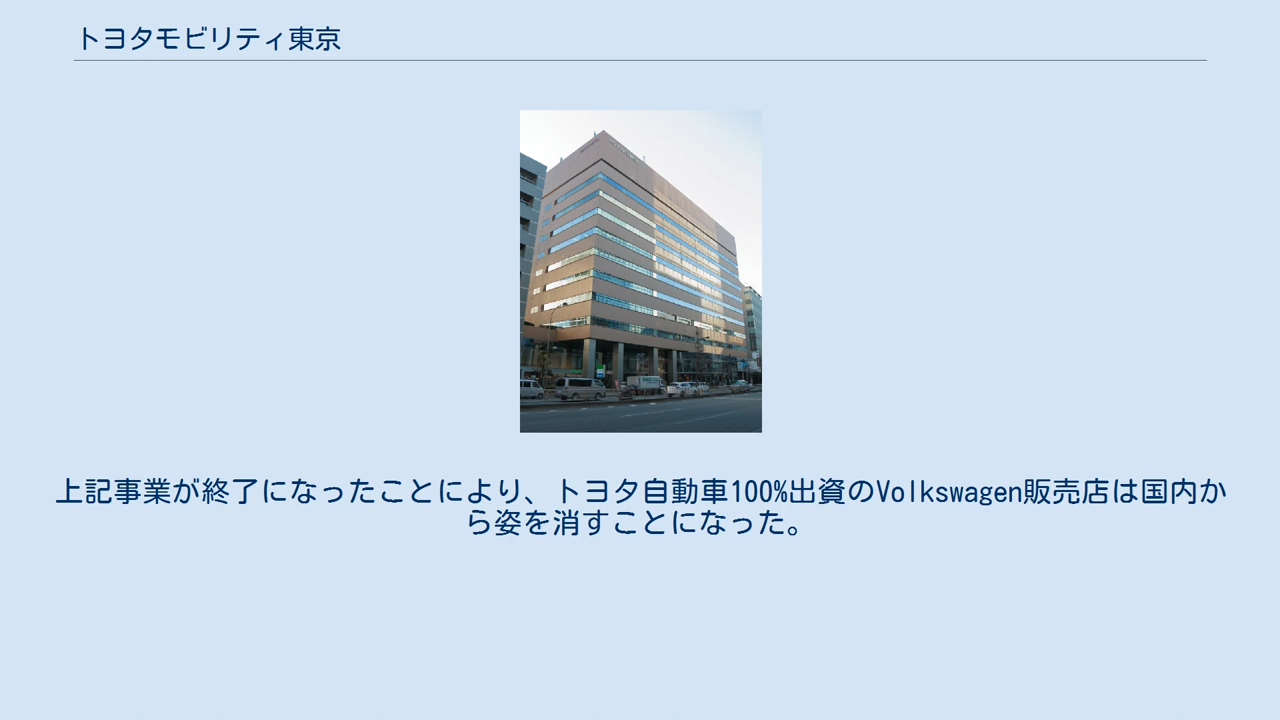 トヨタモビリティ東京
上記事業が終了になったことにより、トヨタ自動車100%出資のVolkswagen販売店は国内か
ら姿を消すことになった。